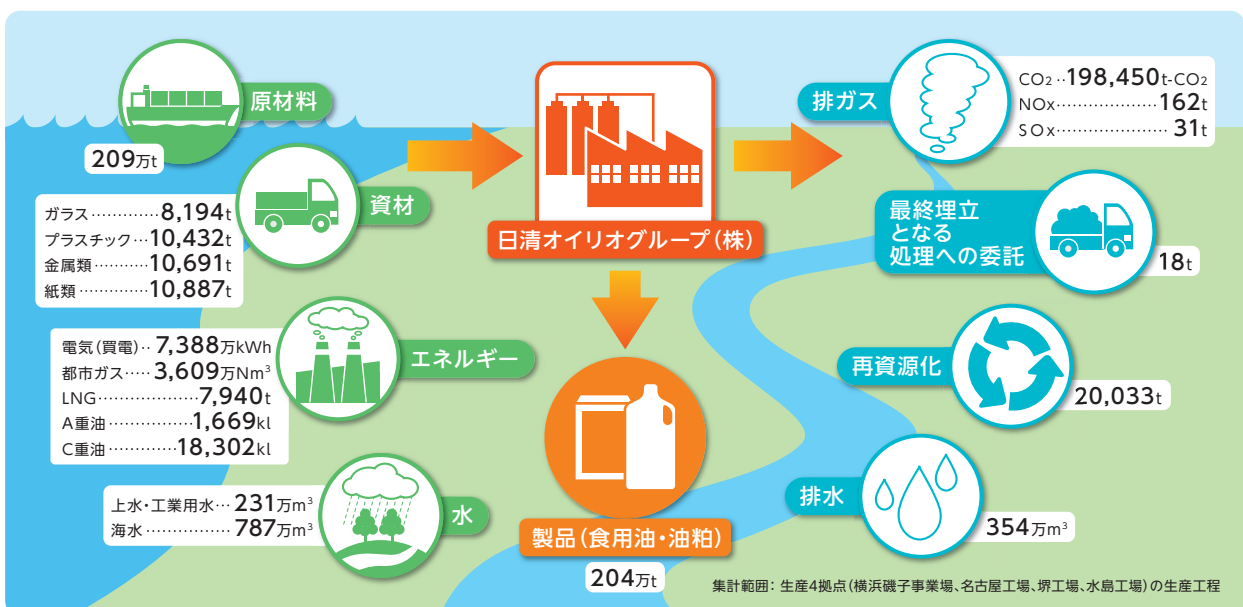 原材料
209万t
資材
ガラス‥‥‥‥‥‥8,194t
プラスチック‥‥10,432t
金属類‥‥‥‥‥10,691t
紙類‥‥‥‥‥‥10,887t
エネルギー
電気(買電)‥7,388万kWh
都市ガス‥‥3,609万Nm³
LNG‥‥‥‥‥‥‥7,940t
A重油‥‥‥‥‥‥1,669kl
C重油‥‥‥‥‥18,302kl
水
上水・工業用水‥231万m³
海水‥‥‥‥‥‥787万m³
日清オイリオグループ(株)
製品(食用油・油粕)
204万t
排ガス
CO₂‥198,450t-CO₂
NOx‥‥‥‥‥‥‥162t
SOx‥‥‥‥‥‥‥31t
最終埋立
となる
処理への委託
18t
再資源化
20,033t
排水
354万m³
集計範囲: 生産4拠点(横浜磯子事業場、名古屋工場、堺工場、水島工場)の生産工程